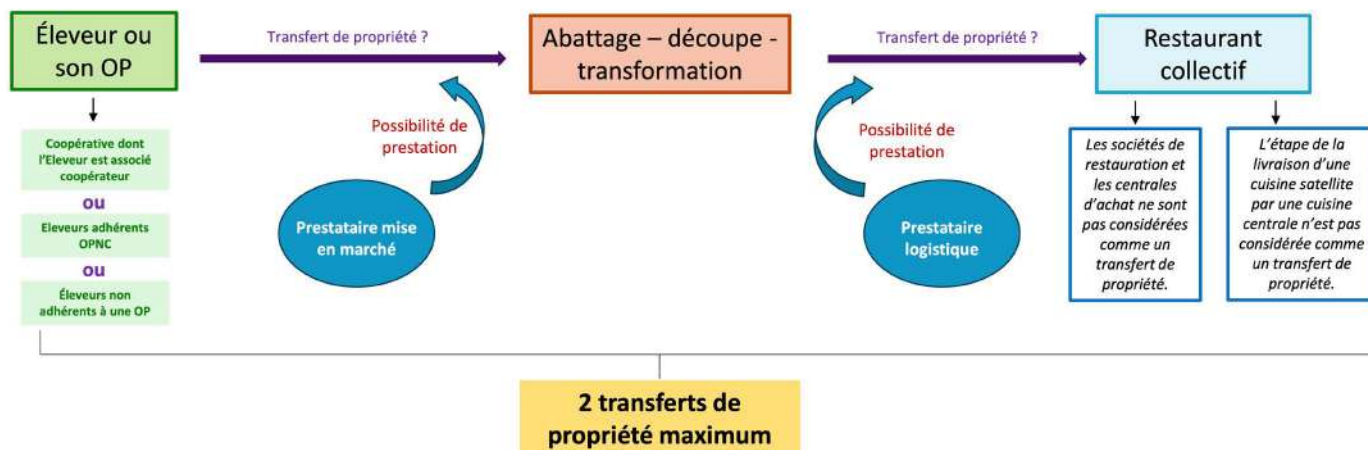 Éleveur ou
son OP
Transfert de propriété ?
Abattage – découpe -
transformation
Transfert de propriété ?
Restaurant
collectif
Coopérative dont
l'Eleveur est associé
coopérateur
ou
Eleveurs adhérents
OPNC
ou
Éleveurs non
adhérents à une OP
Possibilité de
prestation
Prestataire mise
en marché
Possibilité de
prestation
Prestataire
logistique
Les sociétés de
restauration et
les centrales
d'achat ne sont
pas considérées
comme un
transfert de
propriété.
L'étape de la
livraison d'une
cuisine satellite
par une cuisine
centrale n'est pas
considérée comme
un transfert de
propriété.
2 transferts de
propriété maximum